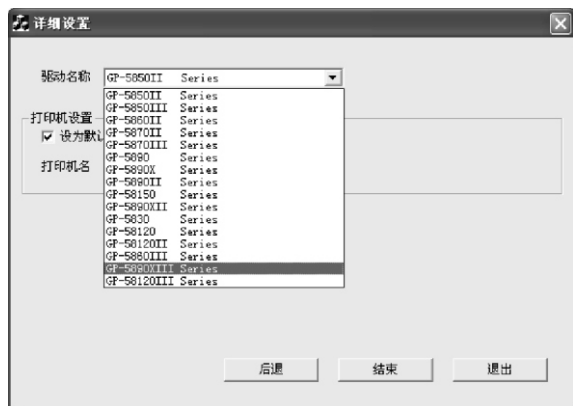 详细设置
驱动名称 GP-5850II Series
GP-5850II Series
GP-5850III Series
GP-5860II Series
GP-5870II Series
GP-5870III Series
GP-5890 Series
GP-5890X Series
GP-5890II Series
GP-58150 Series
GP-5890XII Series
GP-5830 Series
GP-58120 Series
GP-58120II Series
GP-5860III Series
GP-5890XIII Series
GP-58120III Series
打印机设置
设为默认
打印机名
后退 结束 退出